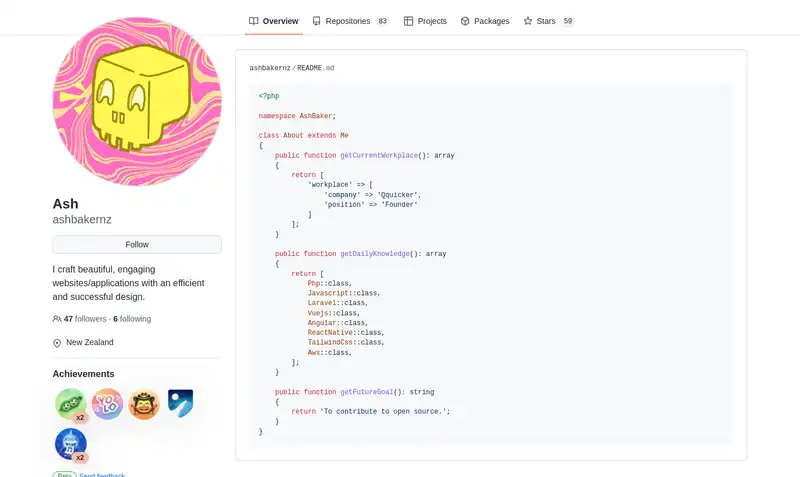 Overview
Repositories 83
Projects
Packages
Stars 59
Ash
ashbakernz
Follow
I craft beautiful, engaging
websites/applications with an efficient
and successful design.
47 followers · 6 following
New Zealand
Achievements
x2
YOLO
x2
Beta Send feedback
ashbakernz/README.md
<?php
namespace AshBaker;
class About extends Me
{
    public function getCurrentWorkplace(): array
    {
        return [
            'workplace' => [
                'company' => 'Qquicker',
                'position' => 'Founder'
            ]
        ];
    }
    public function getDailyKnowledge(): array
    {
        return [
            Php::class,
            Javascript::class,
            Laravel::class,
            Vuejs::class,
            Angular::class,
            ReactNative::class,
            TailwindCss::class,
            Aws::class,
        ];
    }
    public function getFutureGoal(): string
    {
        return 'To contribute to open source.';
    }
}